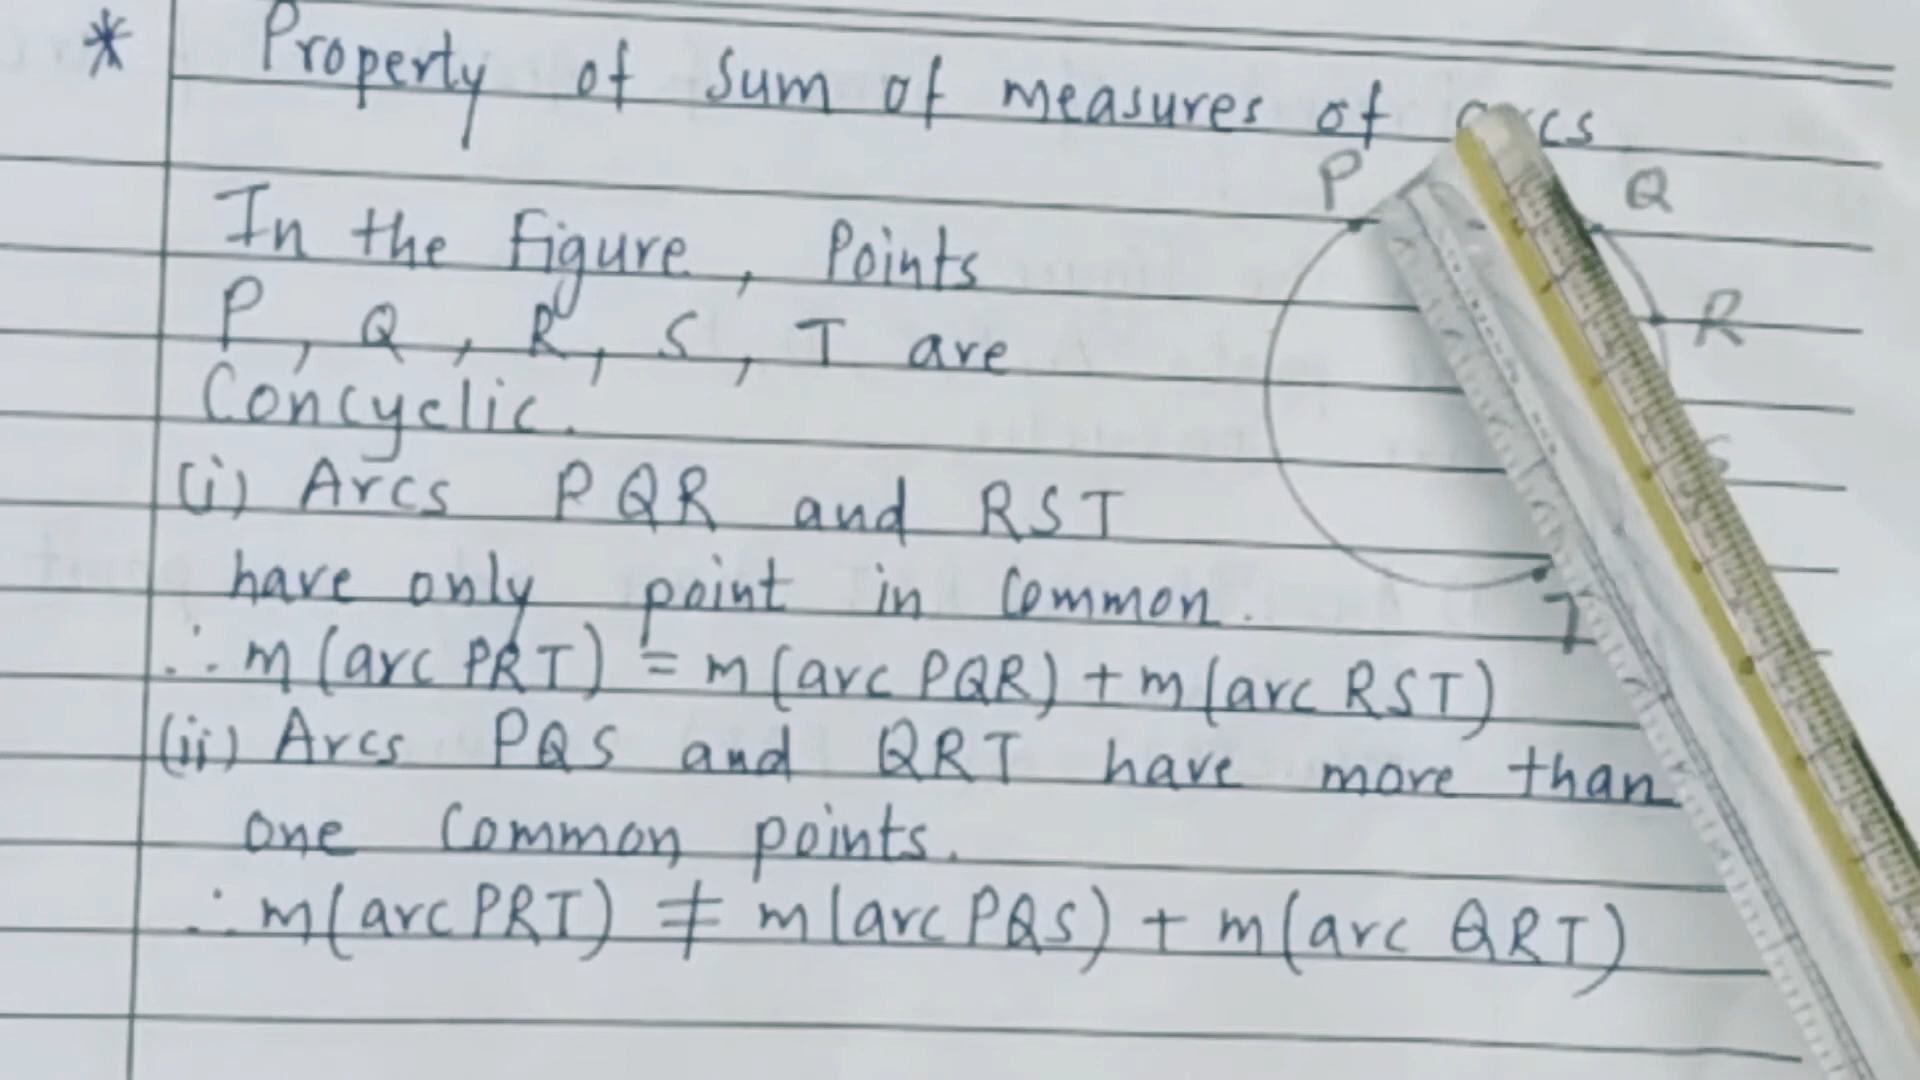 * Property of Sum of measures of arcs
P
Q
In the Figure, Points
P, Q, R, S, T are
R
Concyclic.
S
(i) Arcs PQR and RST
have only point in Common.
T
∴ m(arc PRT) = m(arc PQR) + m(arc RST)
(ii) Arcs PQS and QRT have more than
one Common points.
∴ m(arc PRT) ≠ m(arc PQS) + m(arc QRT)